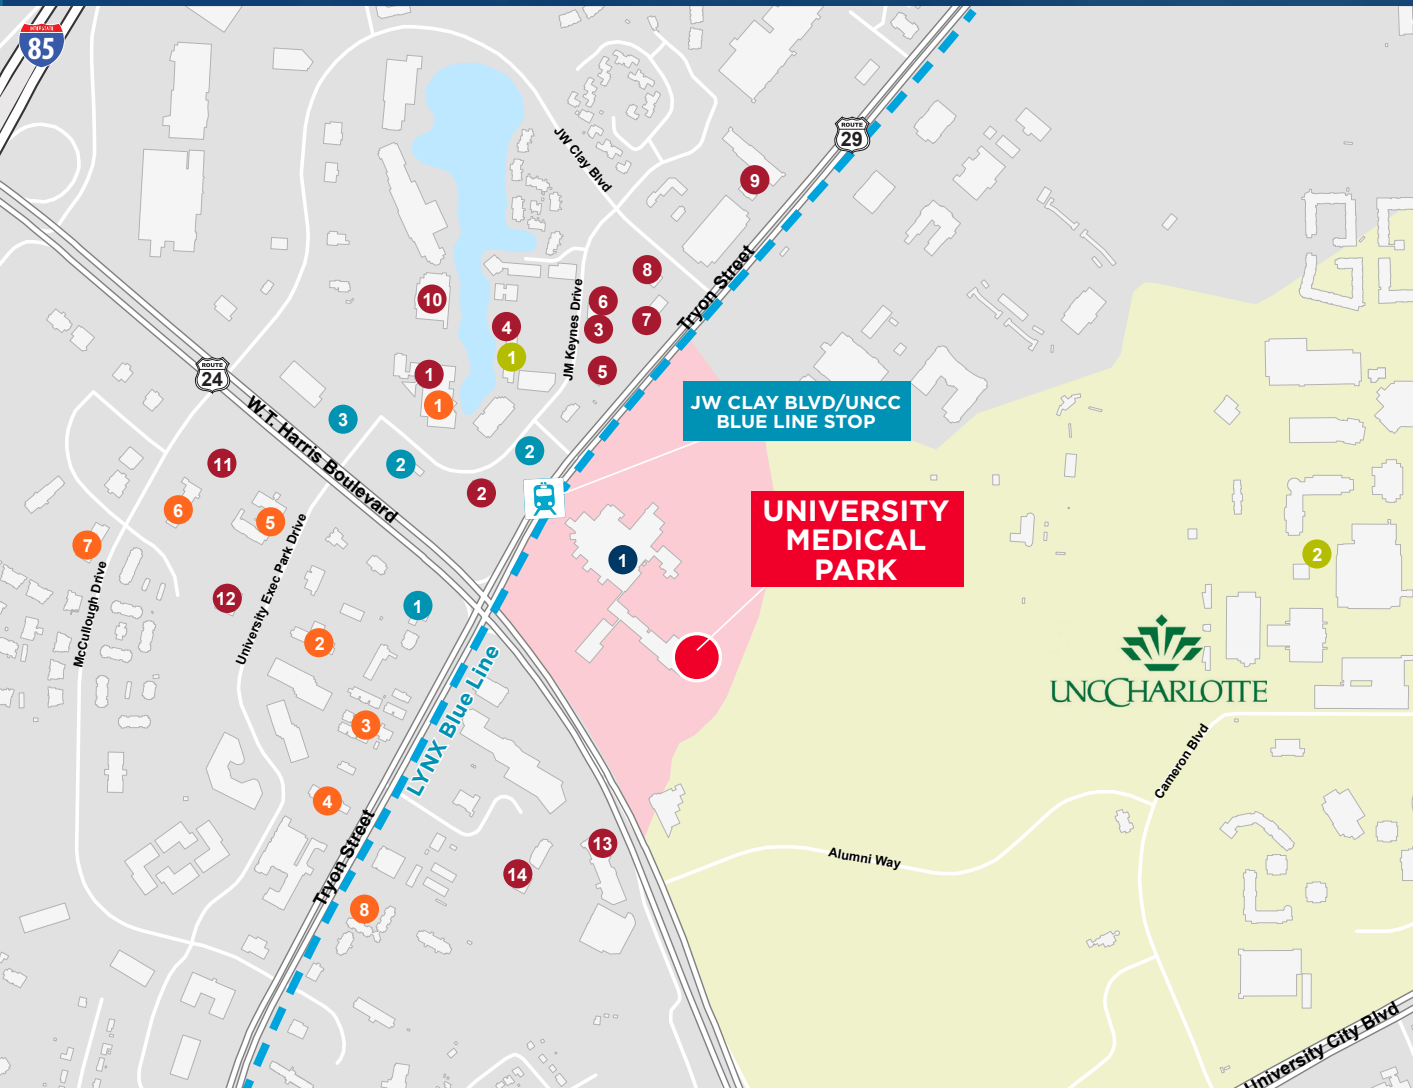 INTERSTATE
85
JW Clay Blvd
ROUTE
29
9
8
Tryon Street
10
6
7
3
4
JM Keynes Drive
1
5
1
ROUTE
24
1
JW CLAY BLVD/UNCC
BLUE LINE STOP
3
W.T. Harris Boulevard
2
2
11
2
UNIVERSITY
MEDICAL
PARK
6
5
7
1
2
University Exec Park Drive
McCullough Drive
12
1
2
UNC CHARLOTTE
LYNX Blue Line
3
Cameron Blvd
4
Tryon Street
13
Alumni Way
14
8
University City Blvd